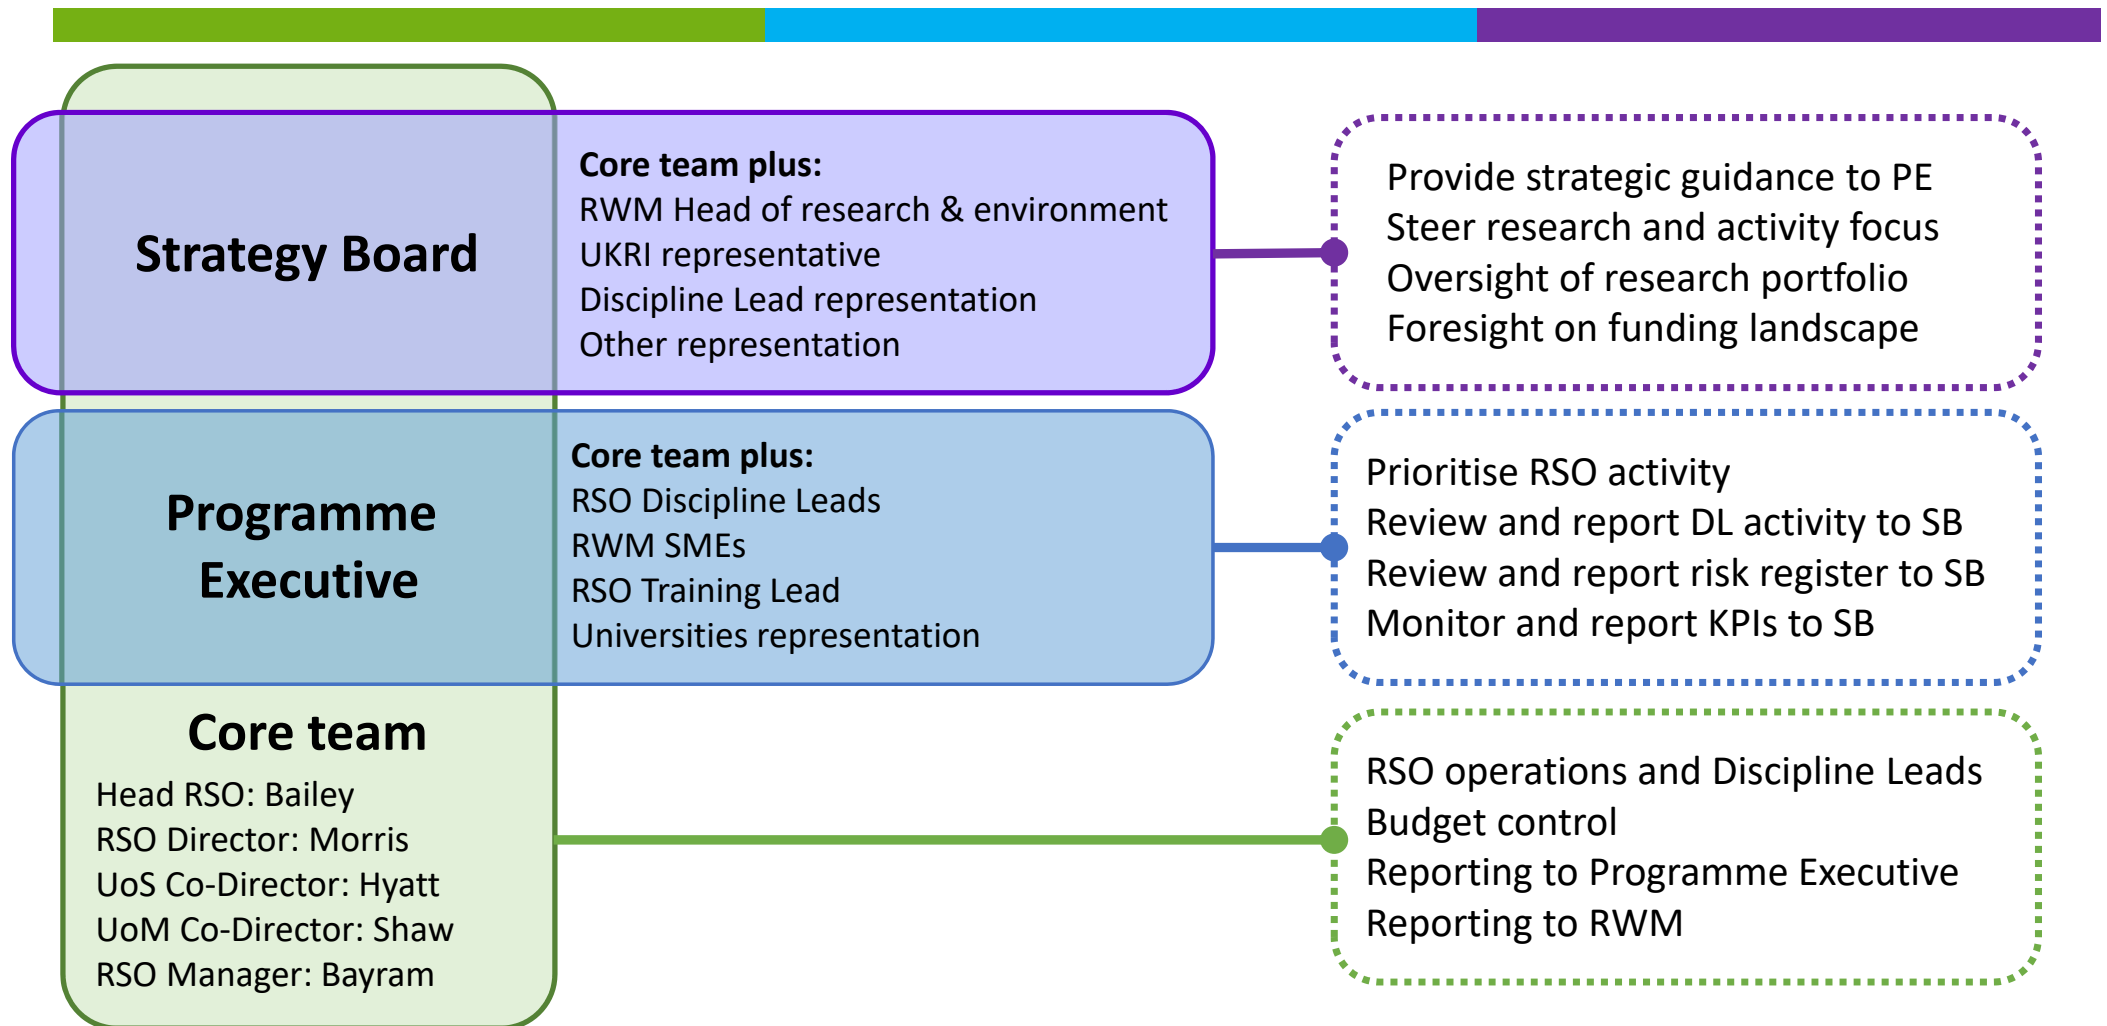 Strategy Board
Core team plus:
RWM Head of research & environment
UKRI representative
Discipline Lead representation
Other representation
Provide strategic guidance to PE
Steer research and activity focus
Oversight of research portfolio
Foresight on funding landscape
Programme
Executive
Core team plus:
RSO Discipline Leads
RWM SMEs
RSO Training Lead
Universities representation
Prioritise RSO activity
Review and report DL activity to SB
Review and report risk register to SB
Monitor and report KPIs to SB
Core team
Head RSO: Bailey
RSO Director: Morris
UoS Co-Director: Hyatt
UoM Co-Director: Shaw
RSO Manager: Bayram
RSO operations and Discipline Leads
Budget control
Reporting to Programme Executive
Reporting to RWM